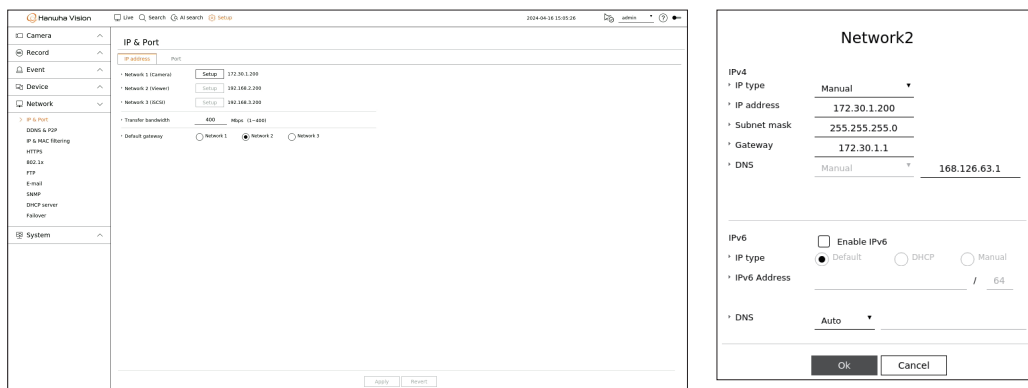 Hanwha Vision
Live Search AI search Setup 2024-04-16 15:05:26 admin ?
Camera
Record
Event
Device
Network
IP & Port
DDNS & P2P
IP & MAC filtering
HTTPS
802.1x
FTP
E-mail
SNMP
DHCP server
Failover
System
IP & Port
IP address Port
Network 1 (Camera) Setup 172.30.1.200
Network 2 (Viewer) Setup 192.168.2.200
Network 3 (iSCSI) Setup 192.168.3.200
Transfer bandwidth 400 Mbps (1~400)
Default gateway Network 1 Network 2 Network 3
Apply Revert
Network2
IPv4
IP type Manual
IP address 172.30.1.200
Subnet mask 255.255.255.0
Gateway 172.30.1.1
DNS Manual 168.126.63.1
IPv6 Enable IPv6
IP type Default DHCP Manual
IPv6 Address / 64
DNS Auto
Ok Cancel